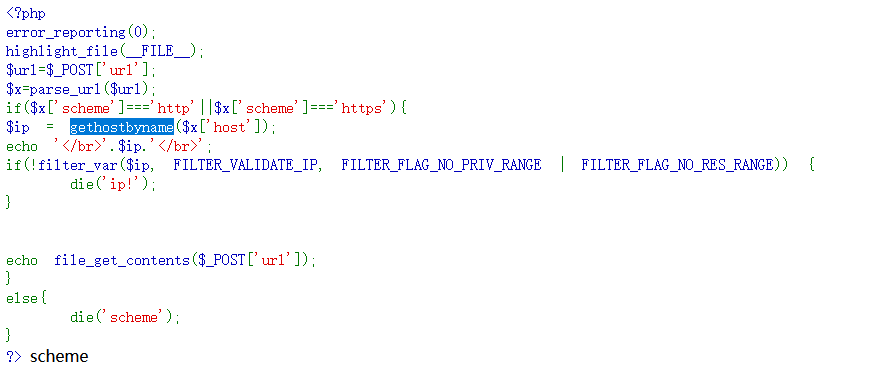 <?php
error_reporting(0);
highlight_file(__FILE__);
$url=$_POST['url'];
$x=parse_url($url);
if($x['scheme']==='http'||$x['scheme']==='https'){
$ip = gethostbyname($x['host']);
echo '</br>'.$ip.'</br>';
if(!filter_var($ip, FILTER_VALIDATE_IP, FILTER_FLAG_NO_PRIV_RANGE | FILTER_FLAG_NO_RES_RANGE)) {
die('ip!');
}
echo file_get_contents($_POST['url']);
}
else{
die('scheme');
}
?> scheme